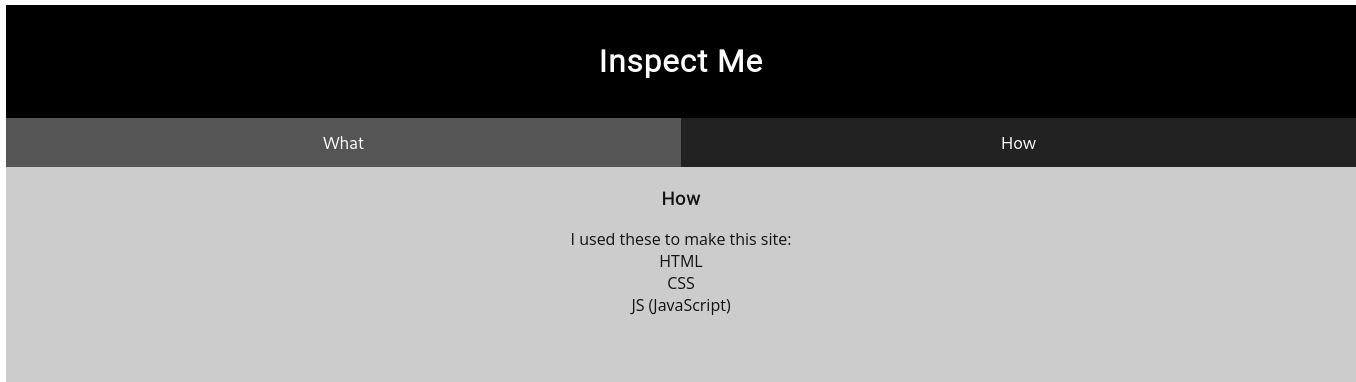 Inspect Me
What
How
How
I used these to make this site:
HTML
CSS
JS (JavaScript)